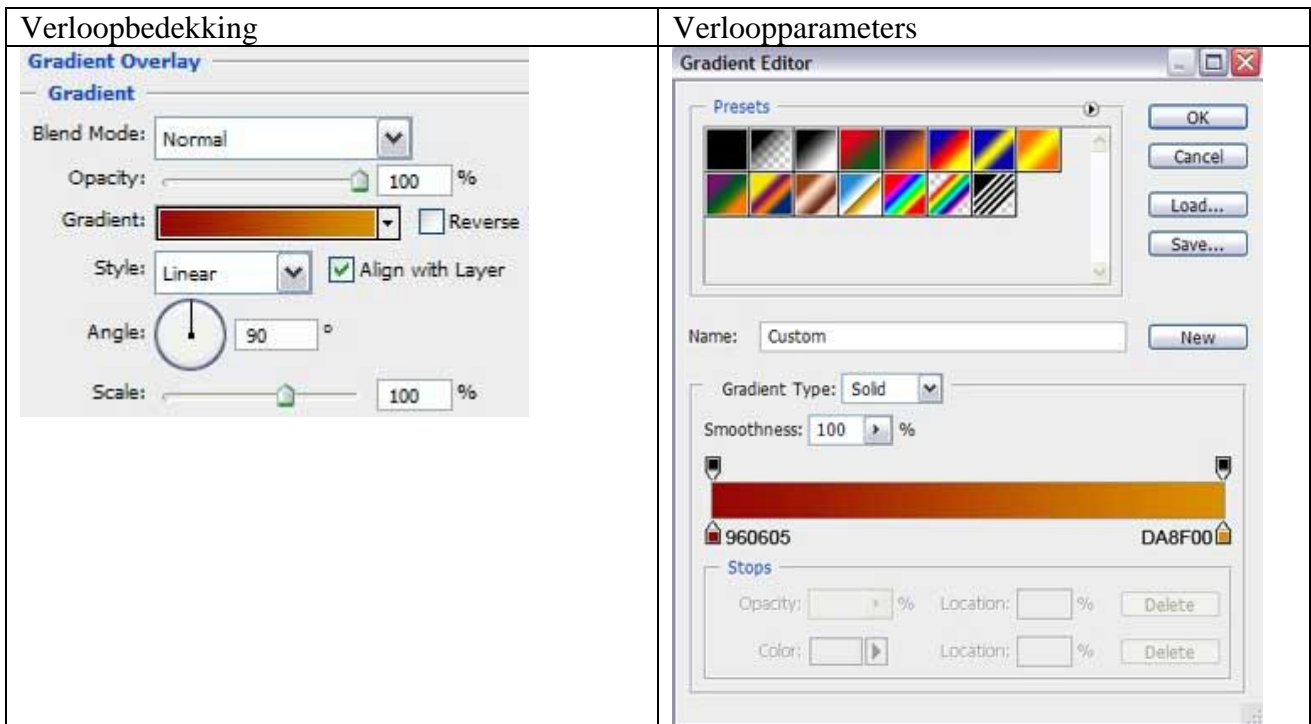 Verloopbedekking
Gradient Overlay
Gradient
Blend Mode: Normal
Opacity: 100 %
Gradient: Reverse
Style: Linear Align with Layer
Angle: 90 °
Scale: 100 %
Verloopparameters
Gradient Editor
Presets
OK
Cancel
Load...
Save...
Name: Custom New
Gradient Type: Solid
Smoothness: 100 %
960605 DA8F00
Stops
Opacity: % Location: % Delete
Color: Location: % Delete